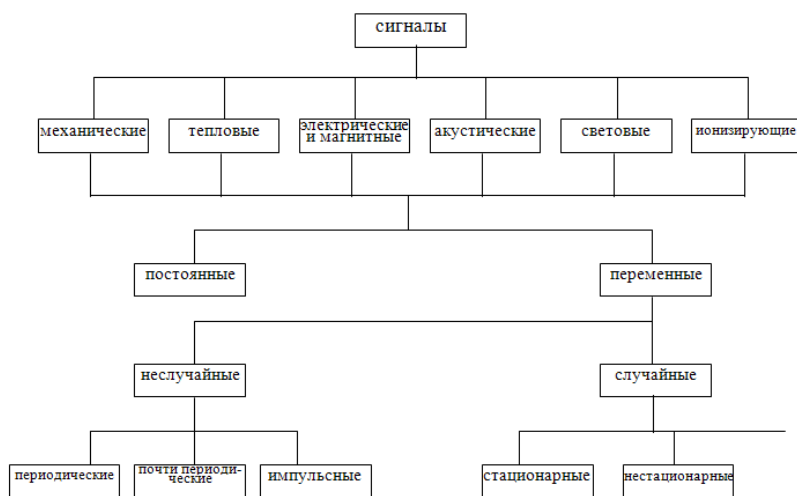 сигналы
механические
тепловые
электрические
и магнитные
акустические
световые
ионизирующие
постоянные
переменные
неслучайные
случайные
периодические
почти периоди-
ческие
импульсные
стационарные
нестационарные